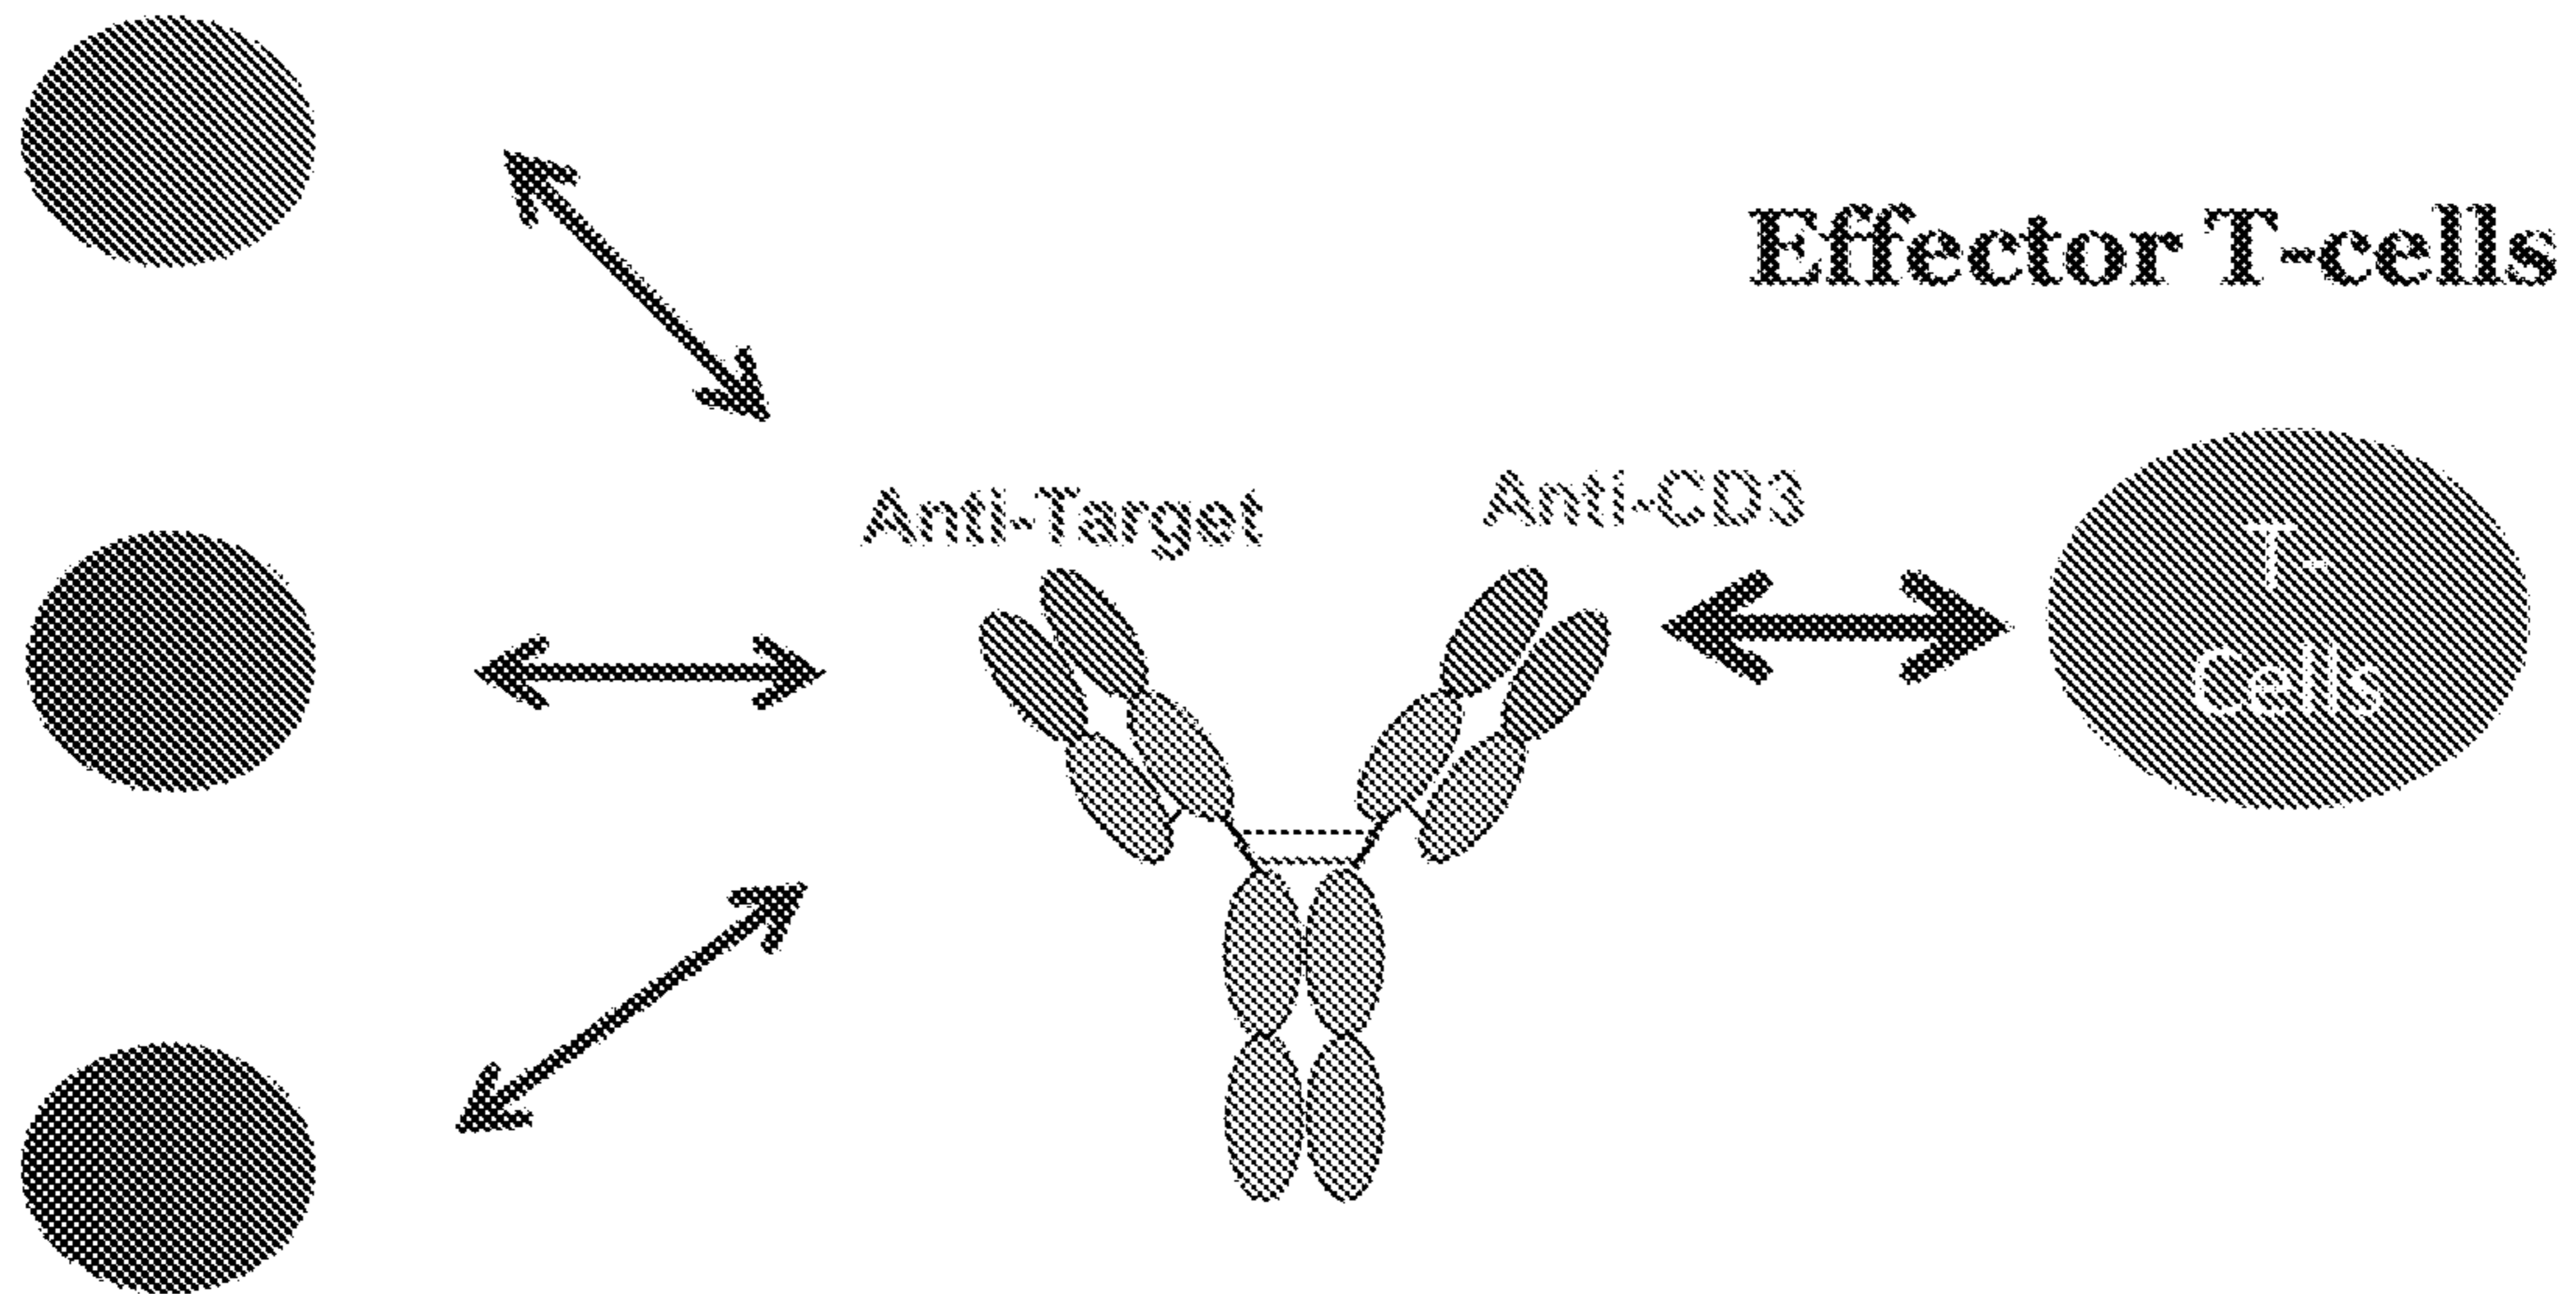 Effector T-cells
Anti-Target
Anti-CD3
T-
Cells